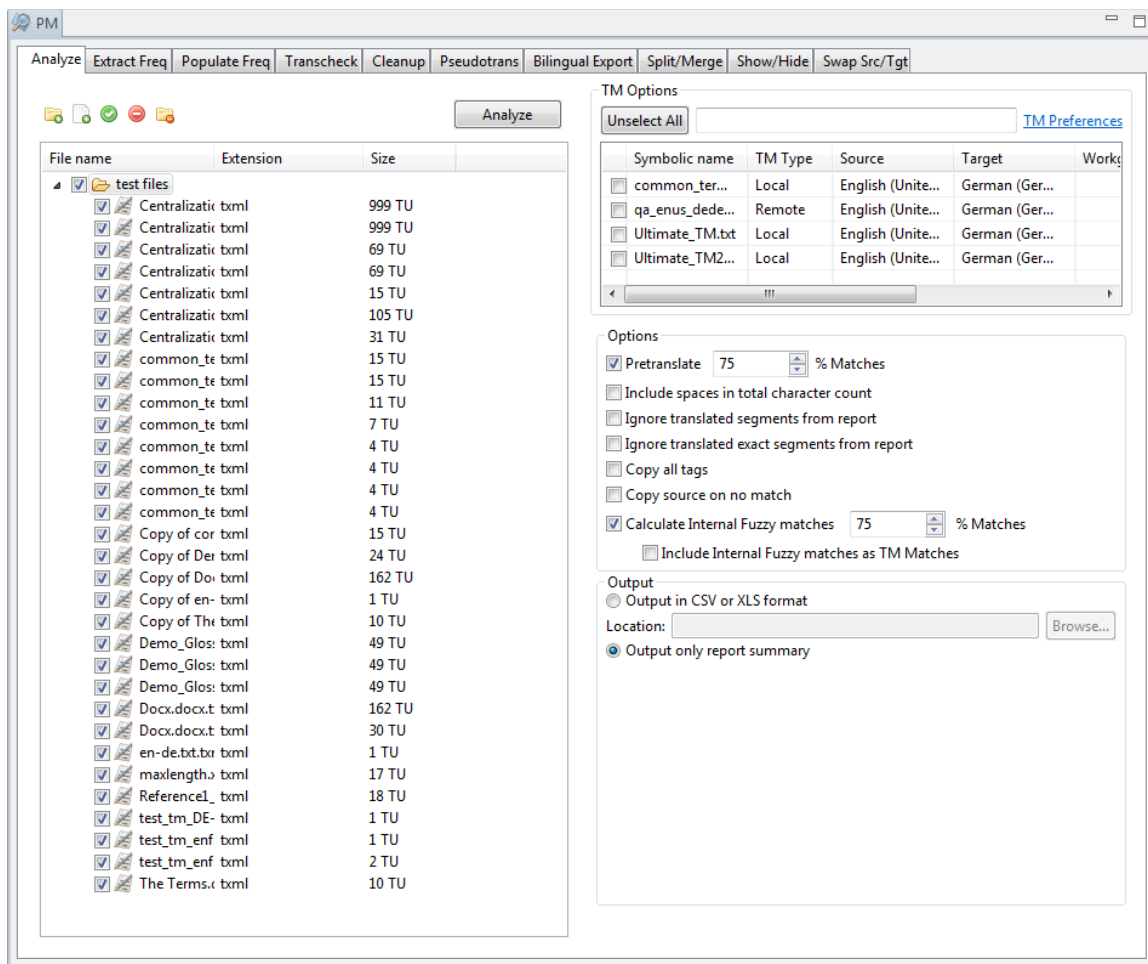 PM
Analyze Extract Freq Populate Freq Transcheck Cleanup Pseudotrans Bilingual Export Split/Merge Show/Hide Swap Src/Tgt
Analyze
File name Extension Size
test files
Centralizatic txml 999 TU
Centralizatic txml 999 TU
Centralizatic txml 69 TU
Centralizatic txml 69 TU
Centralizatic txml 15 TU
Centralizatic txml 105 TU
Centralizatic txml 31 TU
common_te txml 15 TU
common_te txml 15 TU
common_te txml 11 TU
common_te txml 7 TU
common_te txml 4 TU
common_te txml 4 TU
common_te txml 4 TU
common_te txml 4 TU
Copy of cor txml 15 TU
Copy of Der txml 24 TU
Copy of Do txml 162 TU
Copy of en- txml 1 TU
Copy of The txml 10 TU
Demo_Glos: txml 49 TU
Demo_Glos: txml 49 TU
Demo_Glos: txml 49 TU
Docx.docx.t txml 162 TU
Docx.docx.t txml 30 TU
en-de.txt.txr txml 1 TU
maxlength.x txml 17 TU
Reference1_ txml 18 TU
test_tm_DE- txml 1 TU
test_tm_enf txml 1 TU
test_tm_enf txml 2 TU
The Terms.c txml 10 TU
TM Options
Unselect All TM Preferences
Symbolic name TM Type Source Target Workg
common_ter... Local English (Unite... German (Ger...
qa_enus_dede... Remote English (Unite... German (Ger...
Ultimate_TM.txt Local English (Unite... German (Ger...
Ultimate_TM2... Local English (Unite... German (Ger...
Options
Pretranslate 75 % Matches
Include spaces in total character count
Ignore translated segments from report
Ignore translated exact segments from report
Copy all tags
Copy source on no match
Calculate Internal Fuzzy matches 75 % Matches
Include Internal Fuzzy matches as TM Matches
Output
Output in CSV or XLS format
Location: Browse...
Output only report summary